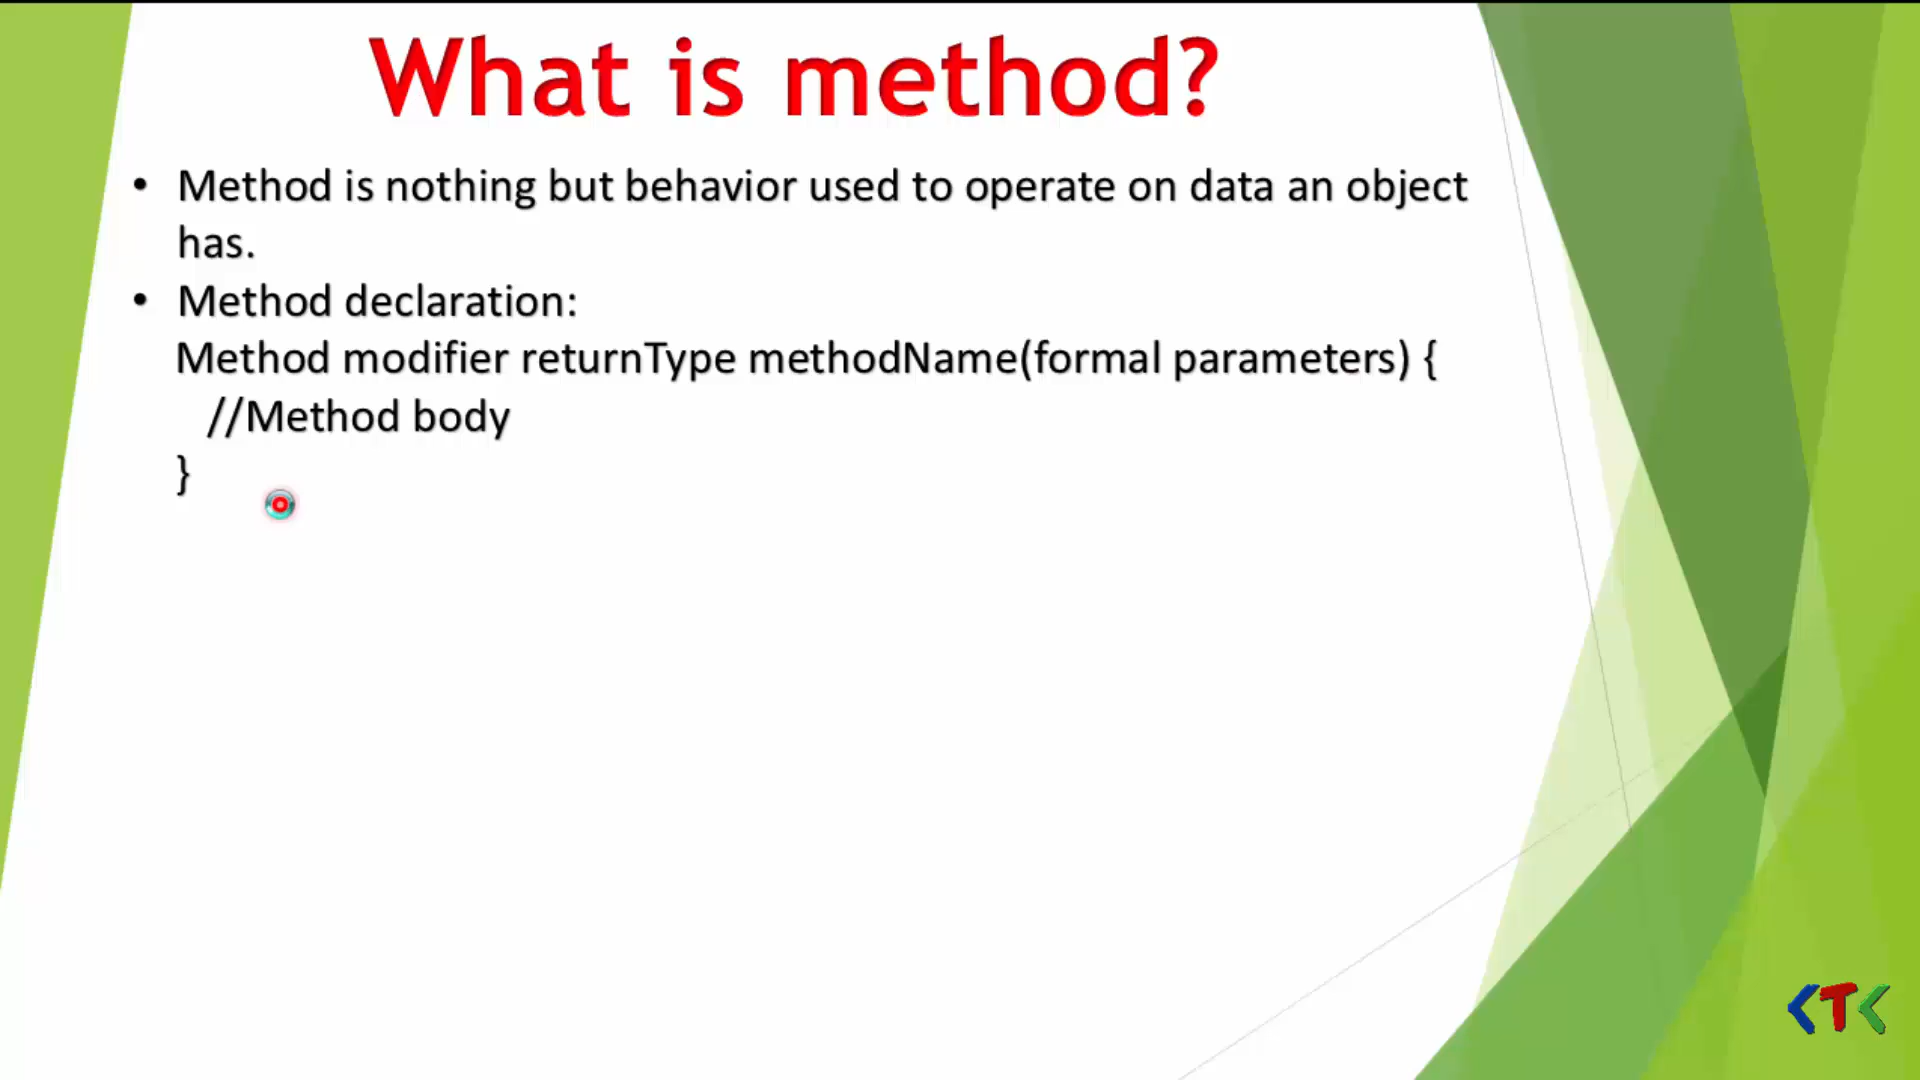 What is method?
• Method is nothing but behavior used to operate on data an object
has.
• Method declaration:
Method modifier returnType methodName(formal parameters) {
//Method body
}
CTC